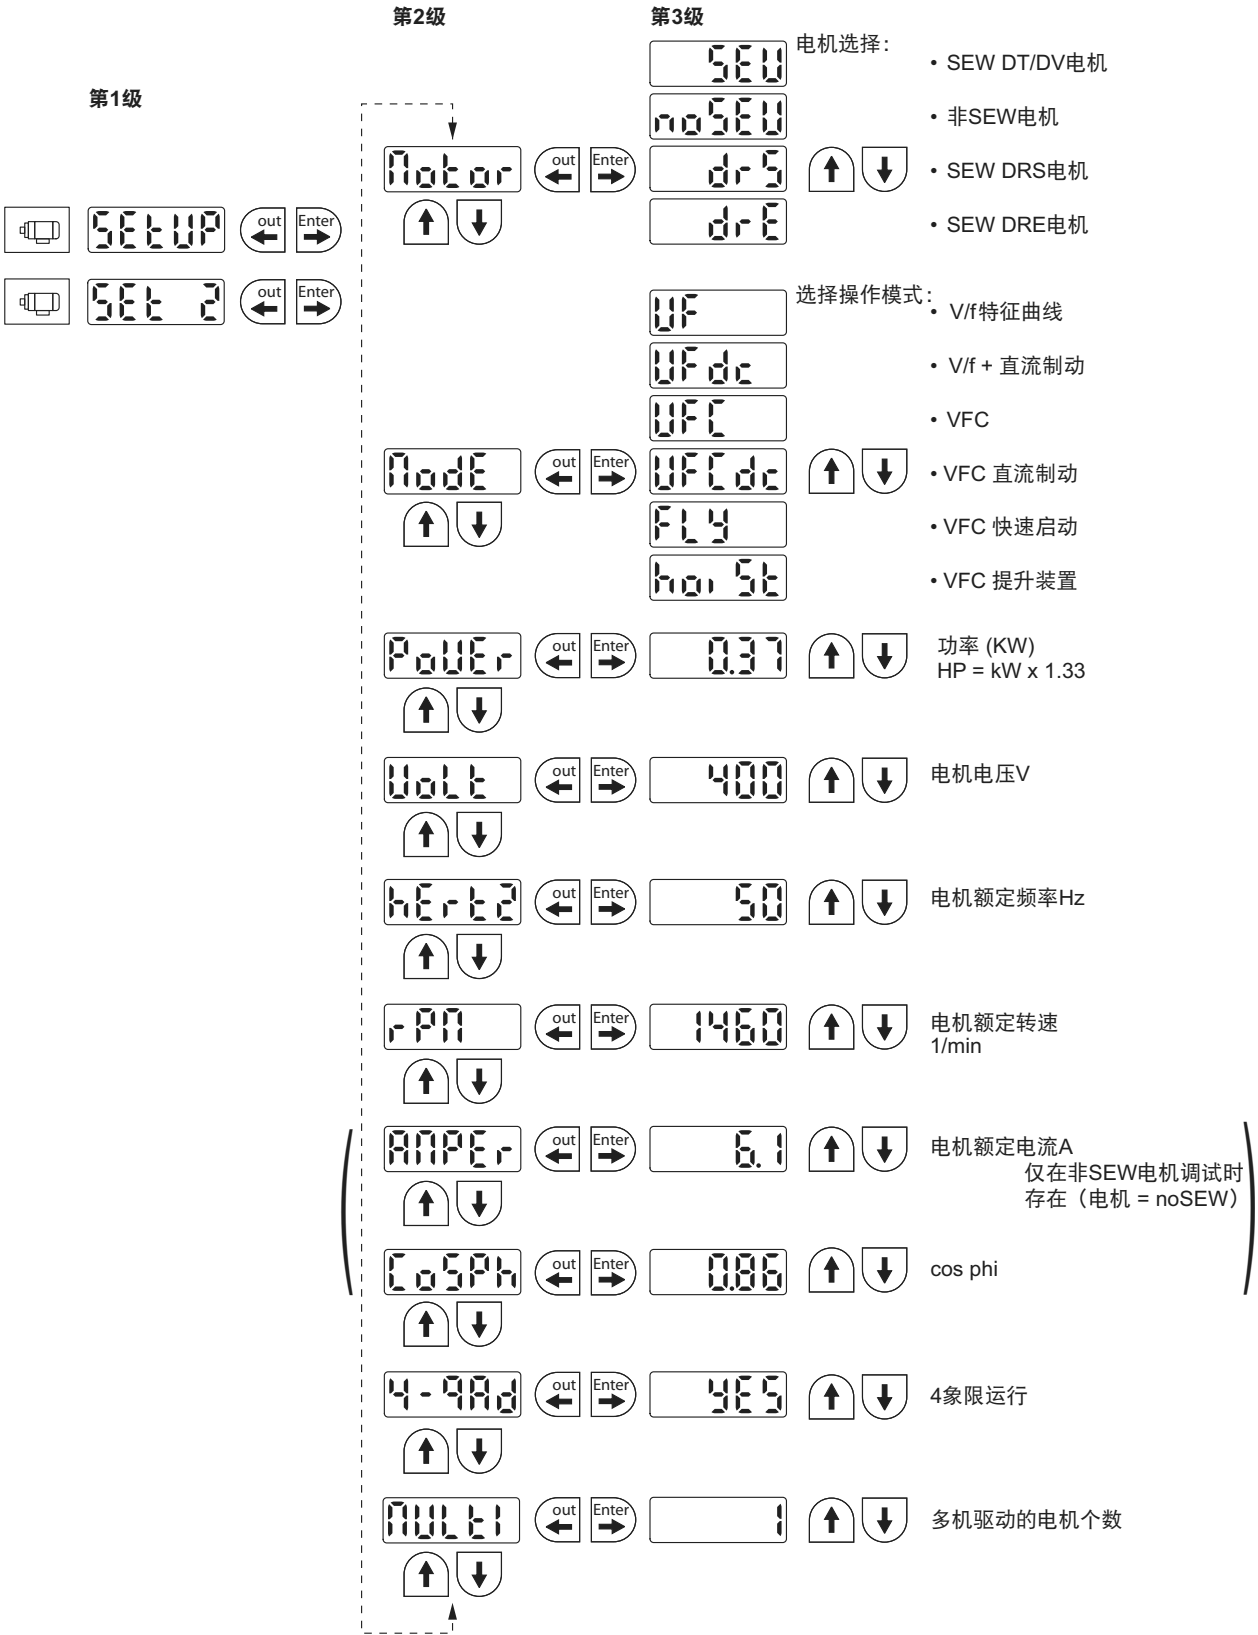 第2级
第3级
第1级
SEW
电机选择：
• SEW DT/DV电机
noSEW
• 非SEW电机
Motor
out
Enter
drS
• SEW DRS电机
drE
• SEW DRE电机
SEtUP
out
Enter
SEt 2
out
Enter
UF
选择操作模式：
• V/f特征曲线
UFdc
• V/f + 直流制动
UFC
• VFC
ModE
out
Enter
UFCdc
• VFC 直流制动
FLY
• VFC 快速启动
hoiSt
• VFC 提升装置
PoWEr
out
Enter
0.37
功率 (KW)
HP = kW x 1.33
VoLt
out
Enter
400
电机电压V
hErt2
out
Enter
50
电机额定频率Hz
rPM
out
Enter
1460
电机额定转速
1/min
AMPEr
out
Enter
6.1
电机额定电流A
仅在非SEW电机调试时
存在（电机 = noSEW）
CoSPh
out
Enter
0.86
cos phi
4-qAd
out
Enter
YES
4象限运行
MULtI
out
Enter
1
多机驱动的电机个数